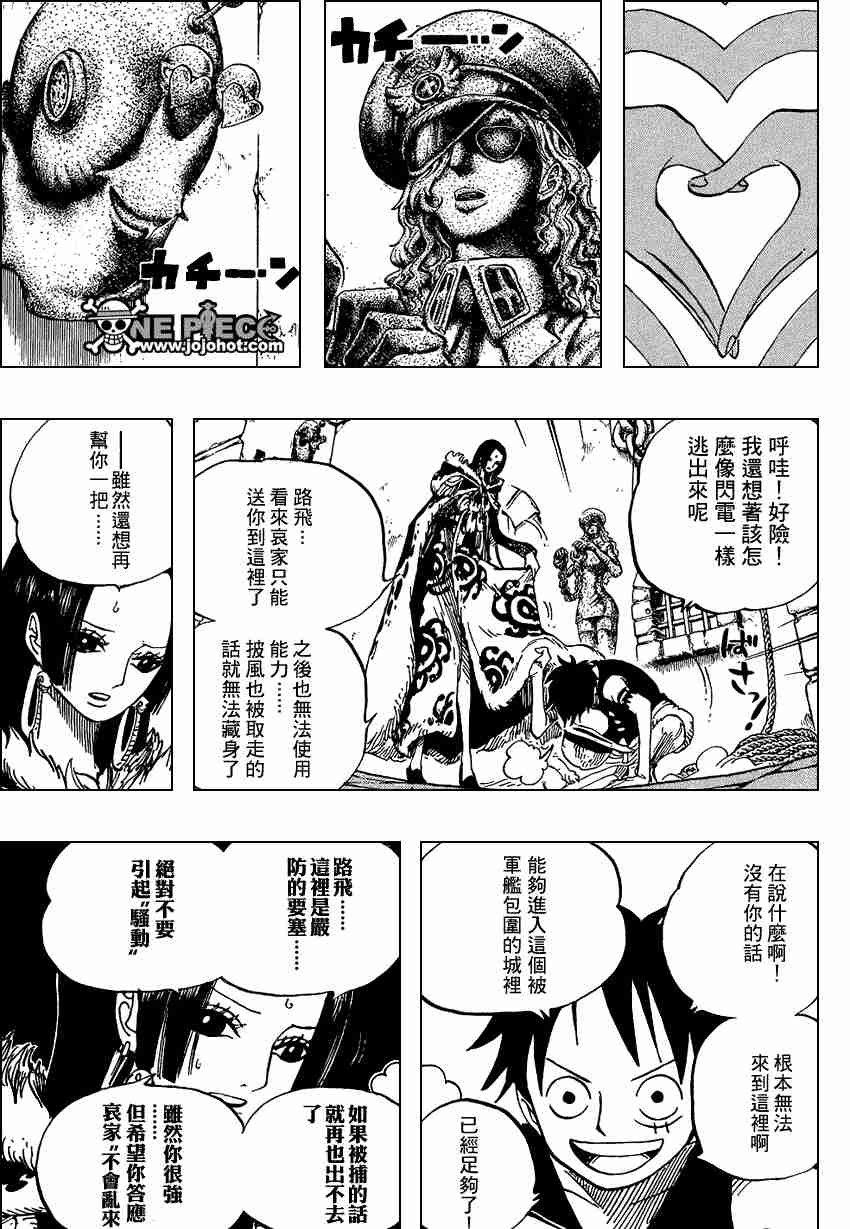 カチーン
カチーン
ONE PIECE
www.jojohot.com
呼哇！好險！
我還想著該怎
麼像閃電一樣
逃出來呢
ばさっ!
路飛……
看來哀家只能
送你到這裡了
之後也無法使用
能力……
披風也被取走的
話就無法藏身了
──雖然還想再
幫你一把……
在說什麼啊！
沒有你的話
根本無法
來到這裡啊
能夠進入這個被
軍艦包圍的城裡
已經足夠了！
路飛……
這裡是嚴
防的要塞……
絕對不要
引起〝騷動〞
如果被捕的話
就再也出不去
了
雖然你很強
……
但希望你答應
哀家〝不會亂來